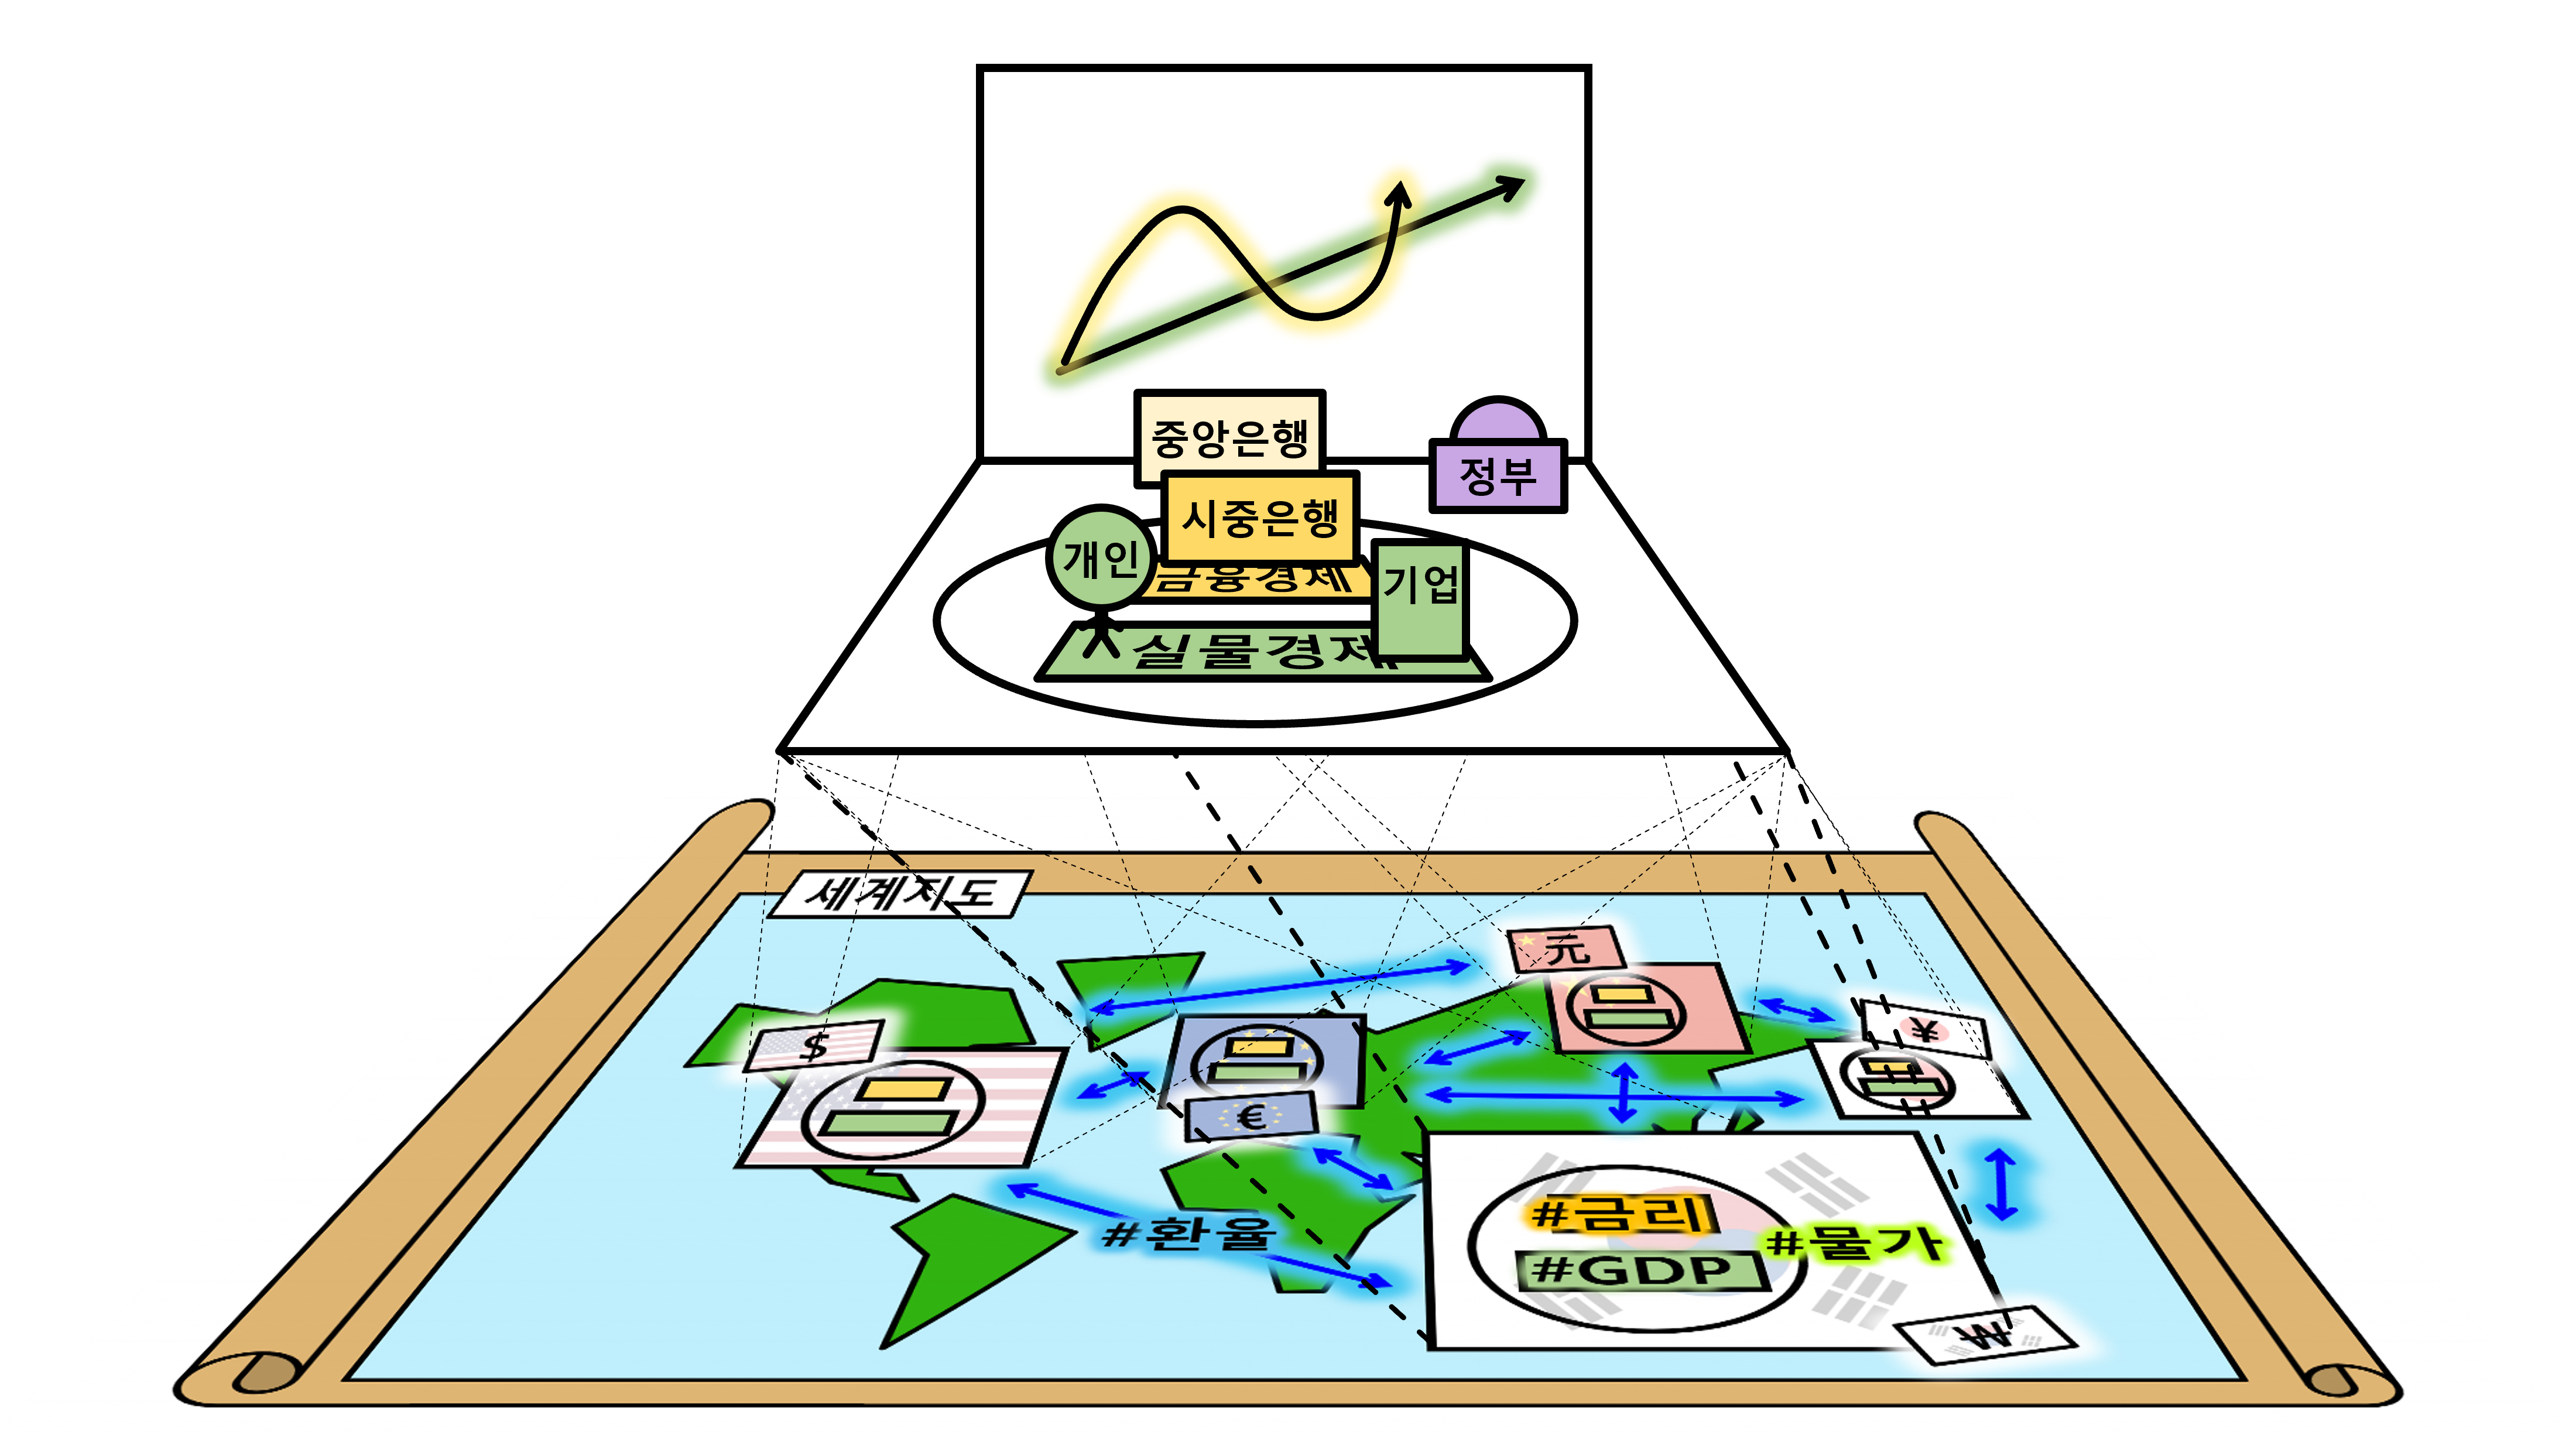 중앙은행
정부
시중은행
개인
기업
금융경제
실물경제
세계지도
元
$
¥
€
#금리
#환율
#물가
#GDP
₩